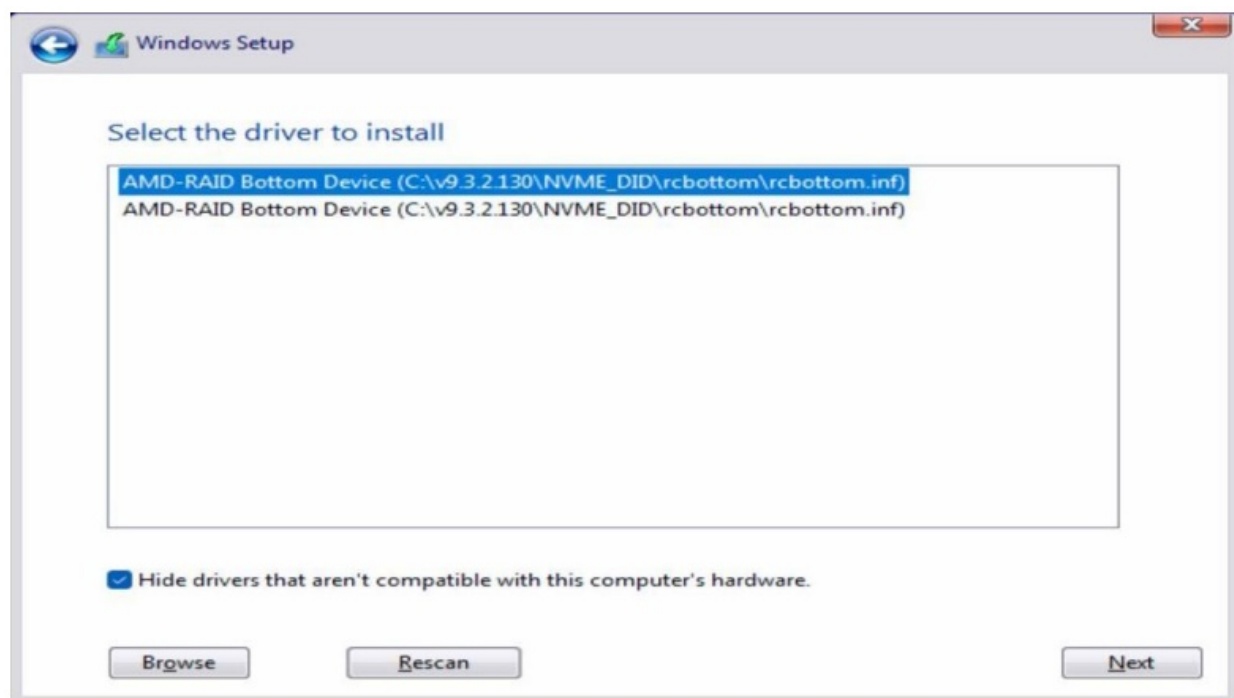 Windows Setup
Select the driver to install
AMD-RAID Bottom Device (C:\v9.3.2.130\NVME_DID\rcbottom\rcbottom.inf)
AMD-RAID Bottom Device (C:\v9.3.2.130\NVME_DID\rcbottom\rcbottom.inf)
Hide drivers that aren't compatible with this computer's hardware.
Browse Rescan Next